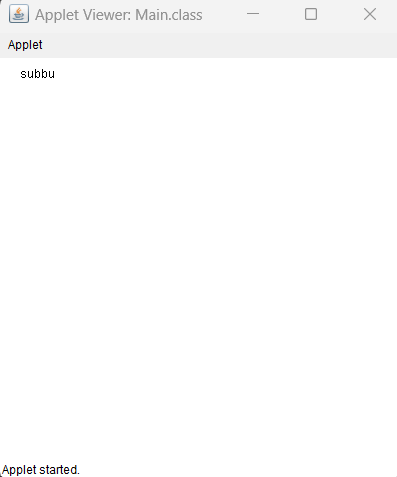 Applet Viewer: Main.class
Applet
subbu
Applet started.